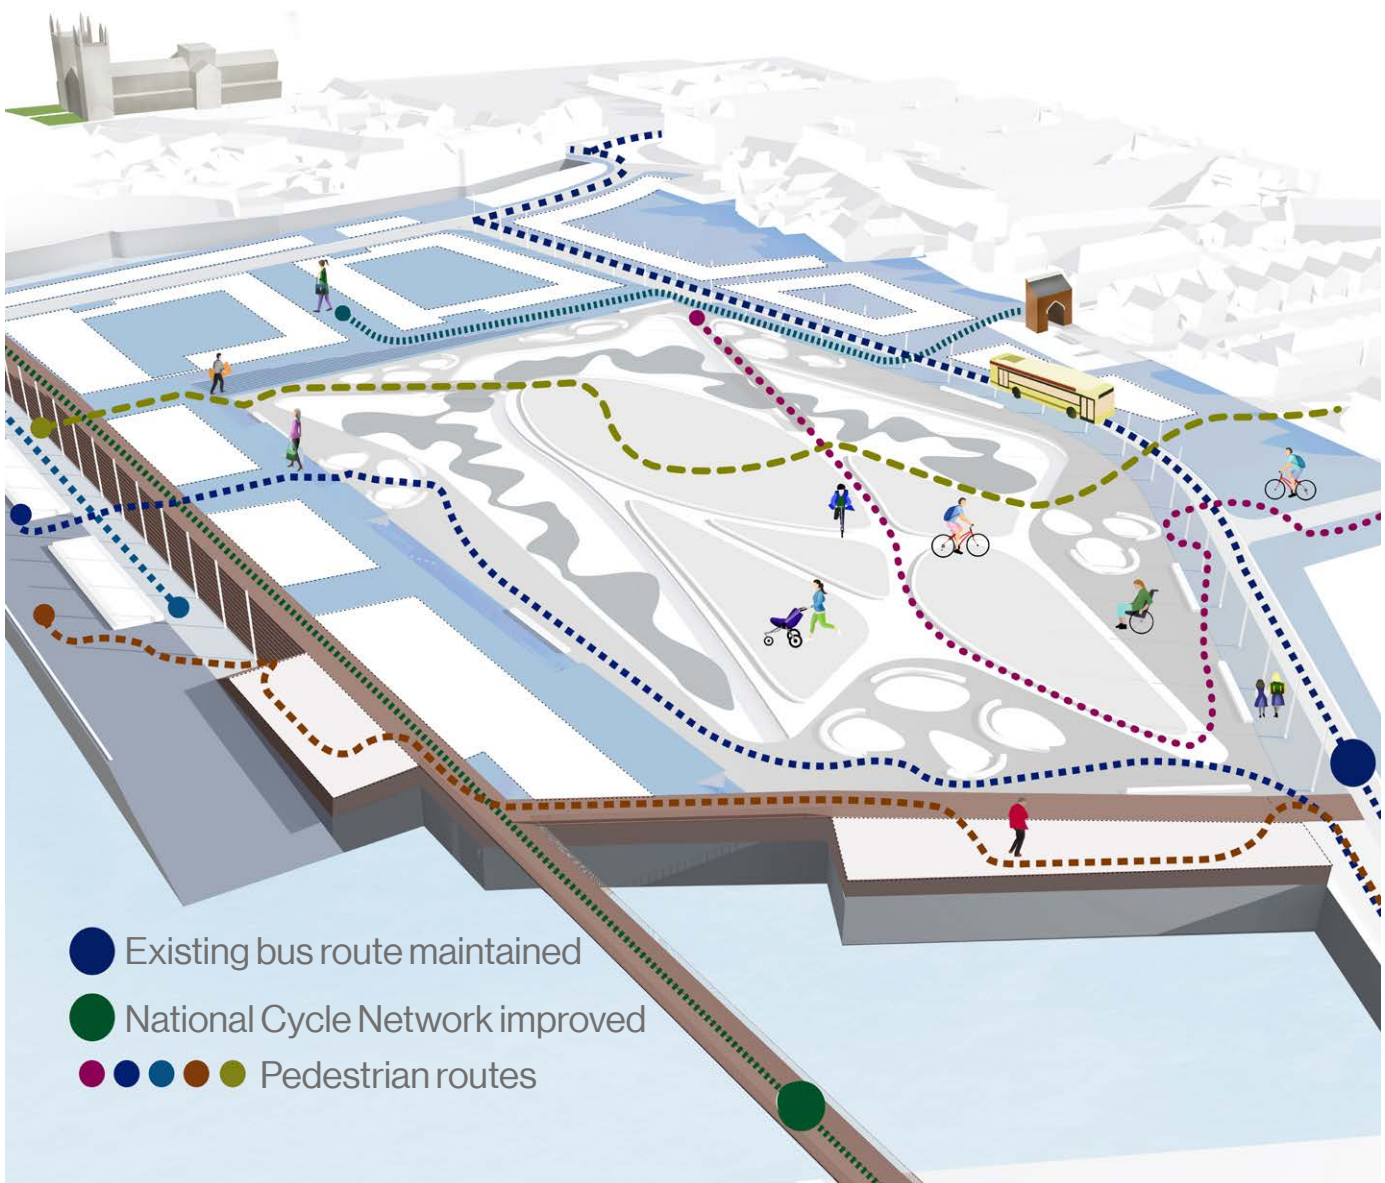 Existing bus route maintained
National Cycle Network improved
Pedestrian routes